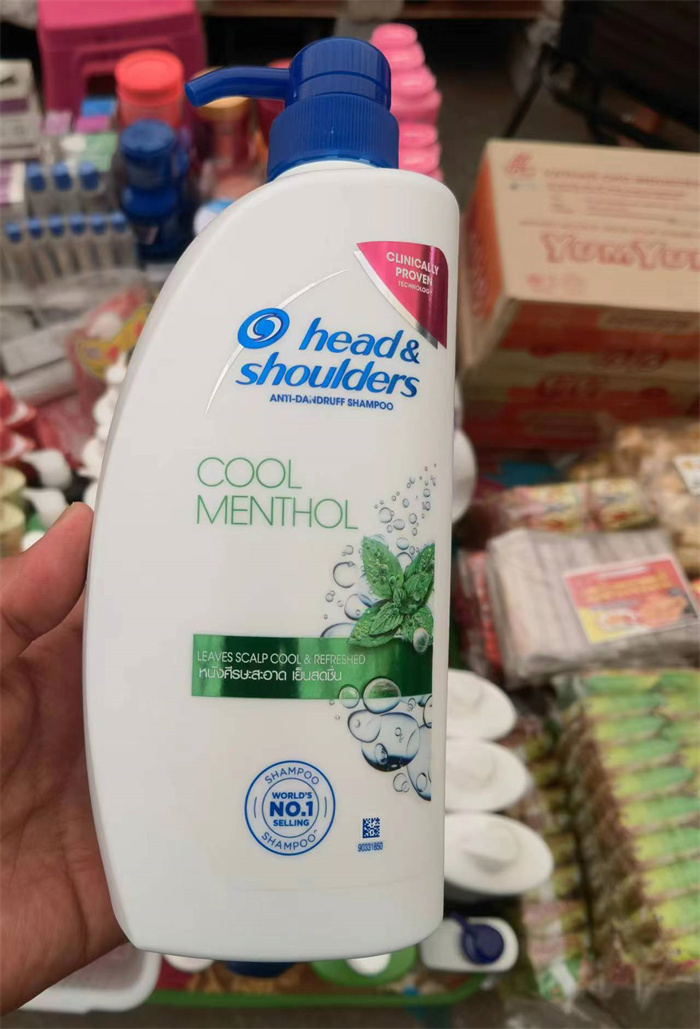 CLINICALLY
PROVEN
TECHNOLOGY
head &
shoulders
ANTI-DANDRUFF SHAMPOO
COOL
MENTHOL
LEAVES SCALP COOL & REFRESHED
หนังศีรษะสะอาด เย็นสดชื่น
SHAMPOO
WORLD'S
NO.1
SELLING
SHAMPOO^
90331850
YUMYUM